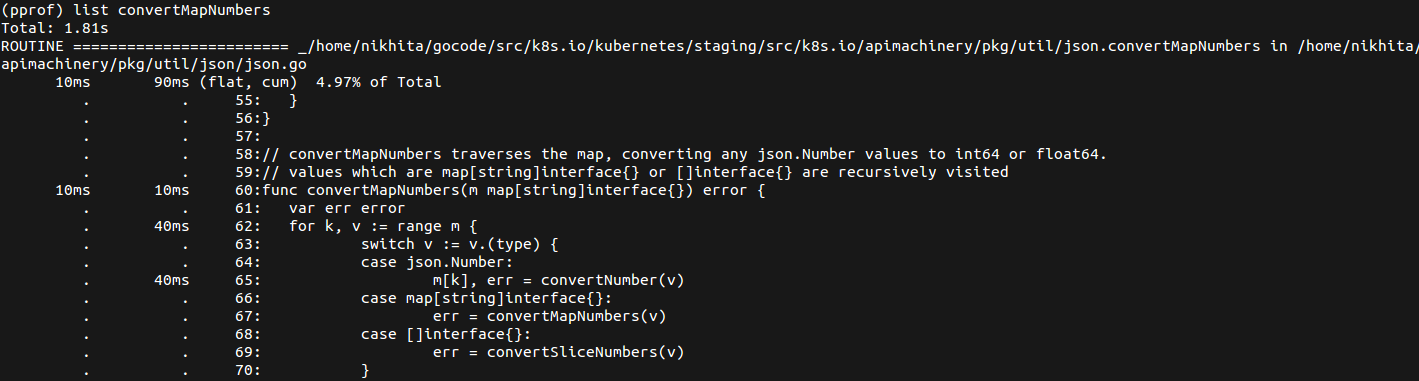 (pprof) list convertMapNumbers
Total: 1.81s
ROUTINE ======================== _/home/nikhita/gocode/src/k8s.io/kubernetes/staging/src/k8s.io/apimachinery/pkg/util/json.convertMapNumbers in /home/nikhita/
apimachinery/pkg/util/json/json.go
      10ms       90ms (flat, cum)  4.97% of Total
         .          .     55:	}
         .          .     56:}
         .          .     57:
         .          .     58:// convertMapNumbers traverses the map, converting any json.Number values to int64 or float64.
         .          .     59:// values which are map[string]interface{} or []interface{} are recursively visited
      10ms       10ms     60:func convertMapNumbers(m map[string]interface{}) error {
         .          .     61:	var err error
         .       40ms     62:	for k, v := range m {
         .          .     63:		switch v := v.(type) {
         .          .     64:		case json.Number:
         .       40ms     65:			m[k], err = convertNumber(v)
         .          .     66:		case map[string]interface{}:
         .          .     67:			err = convertMapNumbers(v)
         .          .     68:		case []interface{}:
         .          .     69:			err = convertSliceNumbers(v)
         .          .     70:		}